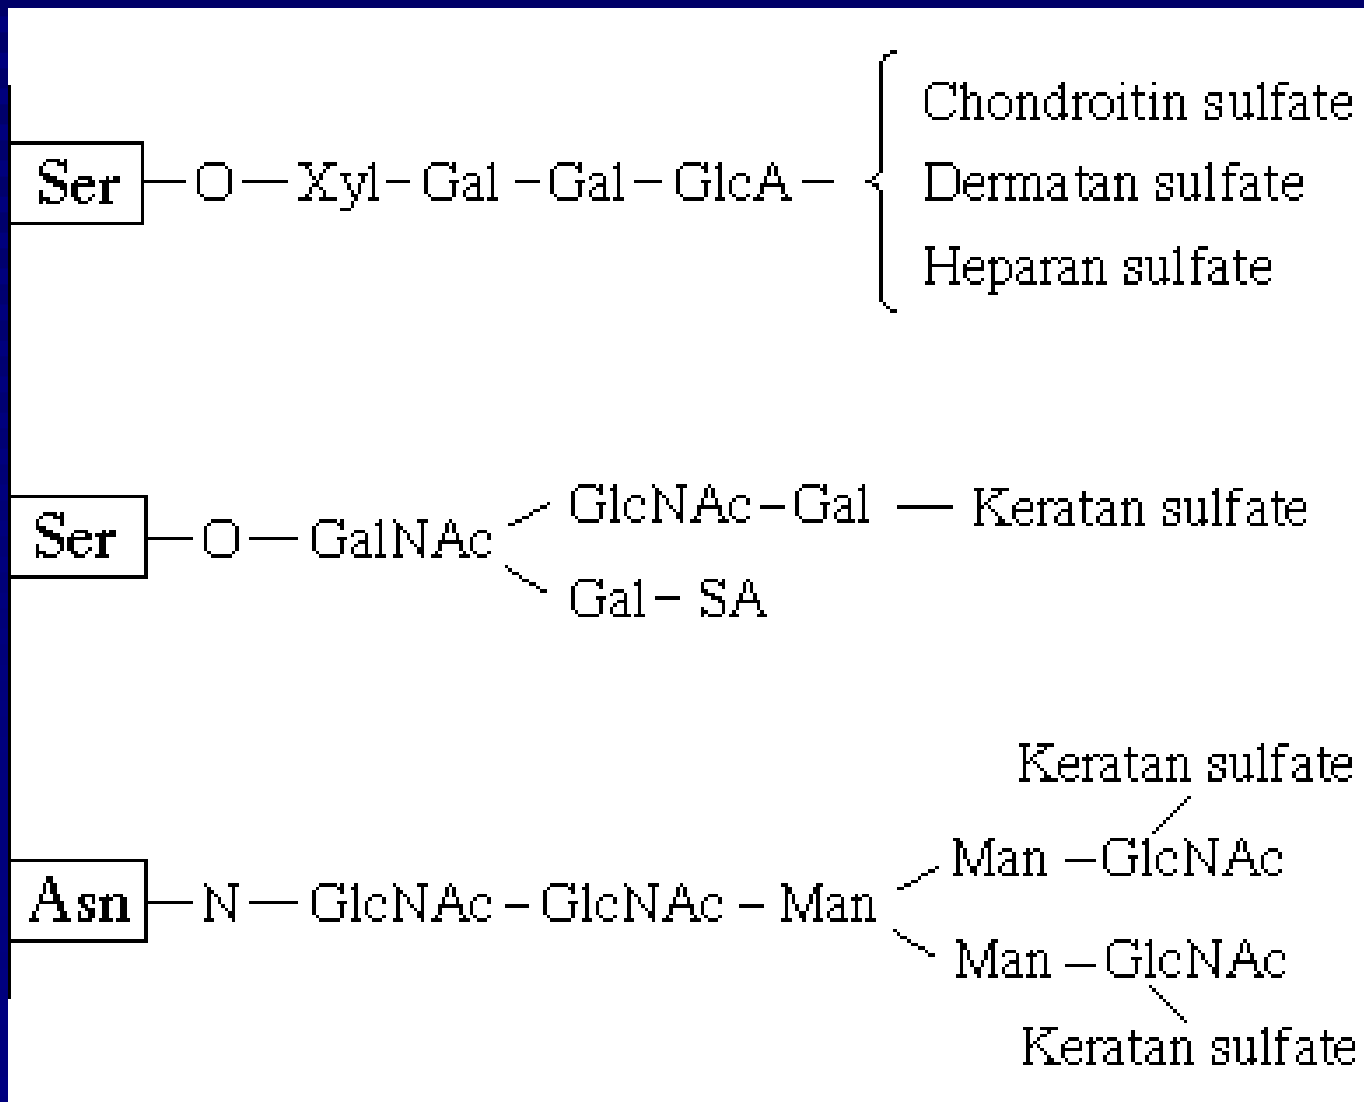 Chondroitin sulfate
Ser – O – Xyl – Gal – Gal – GlcA – Dermatan sulfate
Heparan sulfate
GlcNAc – Gal – Keratan sulfate
Ser – O – GalNAc
Gal – SA
Keratan sulfate
Man – GlcNAc
Asn – N – GlcNAc – GlcNAc – Man
Man – GlcNAc
Keratan sulfate